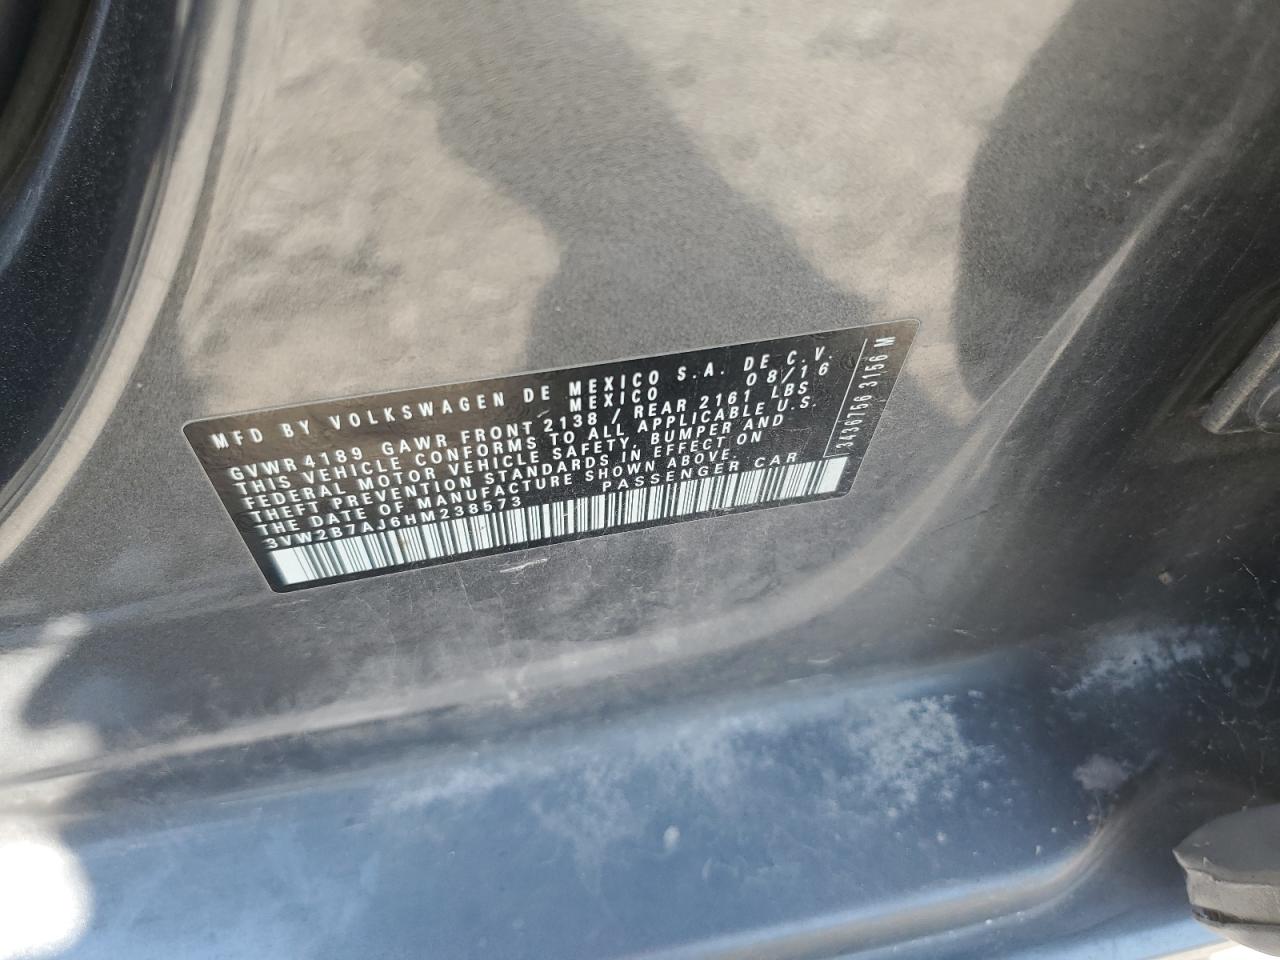 MFD BY VOLKSWAGEN DE MEXICO S.A. DE C.V.
MEXICO 08/16
GVWR 4189 GAWR FRONT 2138 / REAR 2161 LBS
THIS VEHICLE CONFORMS TO ALL APPLICABLE U.S.
FEDERAL MOTOR VEHICLE SAFETY, BUMPER AND
THEFT PREVENTION STANDARDS IN EFFECT ON
THE DATE OF MANUFACTURE SHOWN ABOVE.
3VW2B7AJ6HM238573 PASSENGER CAR
3436756 3156 M